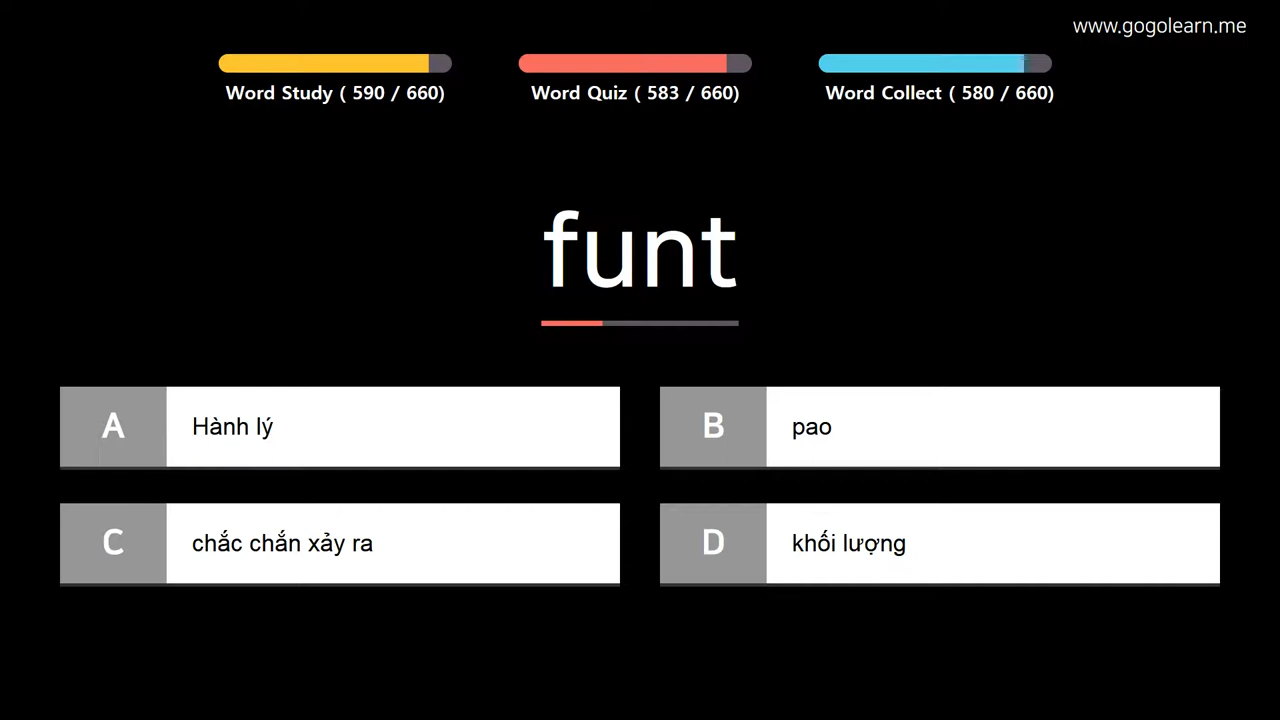 www.gogolearn.me
Word Study ( 590 / 660)
Word Quiz ( 583 / 660)
Word Collect ( 580 / 660)
funt
A Hành lý
B pao
C chắc chắn xảy ra
D khối lượng